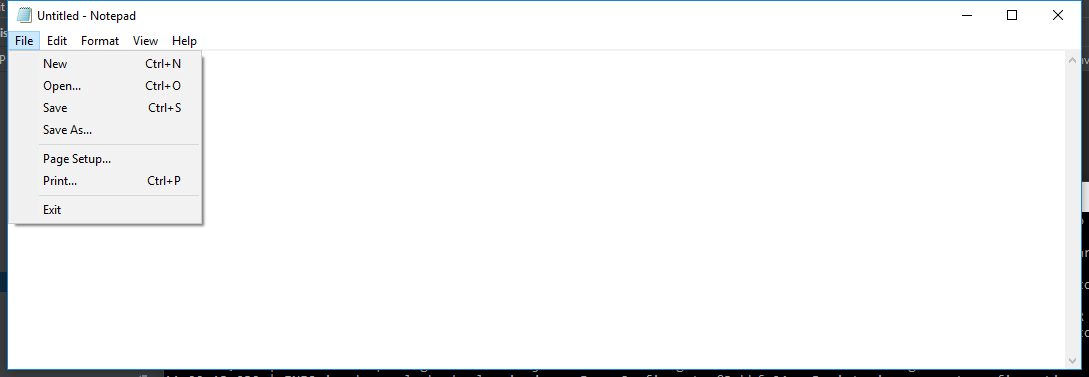 Untitled - Notepad
File Edit Format View Help
New Ctrl+N
Open... Ctrl+O
Save Ctrl+S
Save As...
Page Setup...
Print... Ctrl+P
Exit